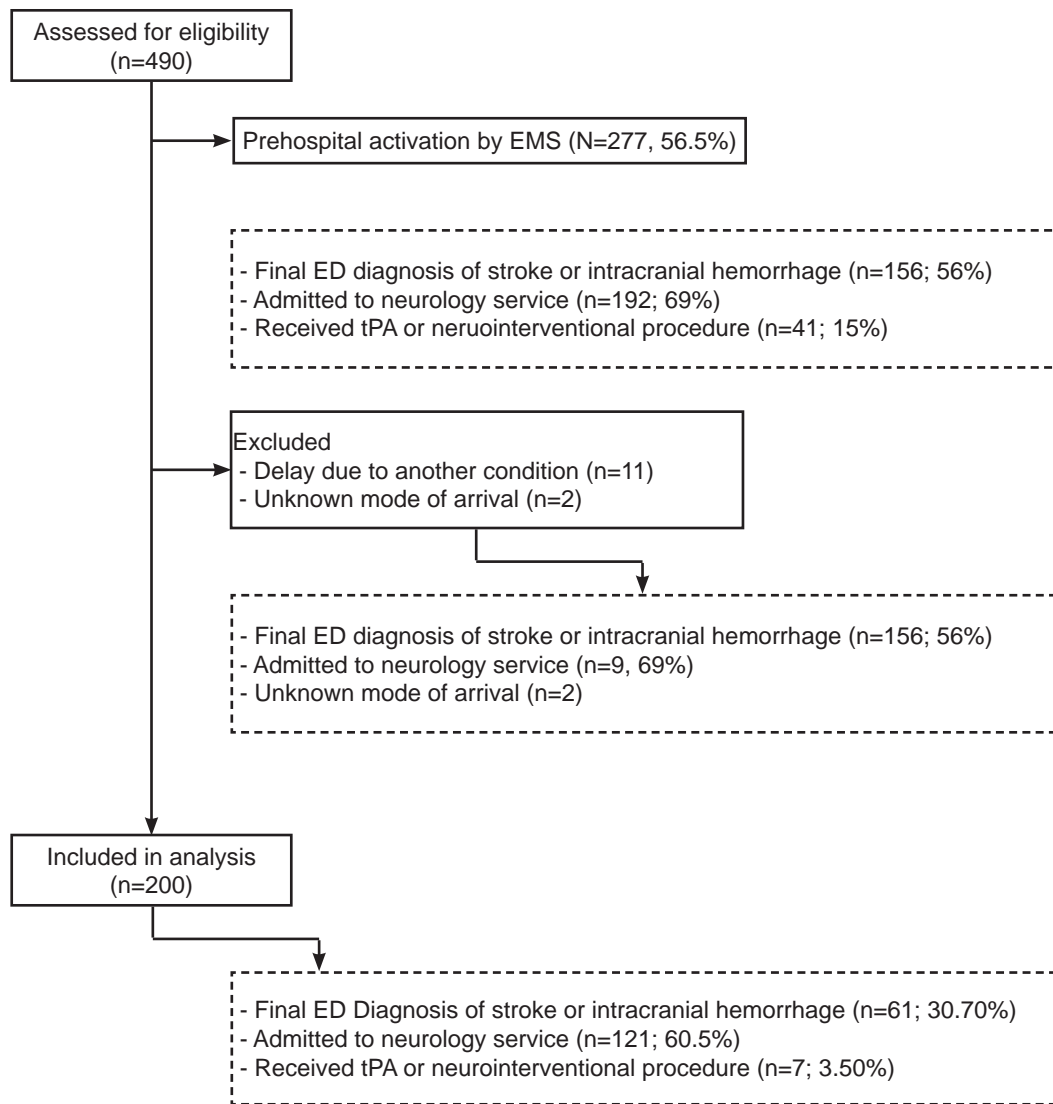 Assessed for eligibility
(n=490)
Prehospital activation by EMS (N=277, 56.5%)
- Final ED diagnosis of stroke or intracranial hemorrhage (n=156; 56%)
- Admitted to neurology service (n=192; 69%)
- Received tPA or neruointerventional procedure (n=41; 15%)
Excluded
- Delay due to another condition (n=11)
- Unknown mode of arrival (n=2)
- Final ED diagnosis of stroke or intracranial hemorrhage (n=156; 56%)
- Admitted to neurology service (n=9, 69%)
- Unknown mode of arrival (n=2)
Included in analysis
(n=200)
- Final ED Diagnosis of stroke or intracranial hemorrhage (n=61; 30.70%)
- Admitted to neurology service (n=121; 60.5%)
- Received tPA or neurointerventional procedure (n=7; 3.50%)